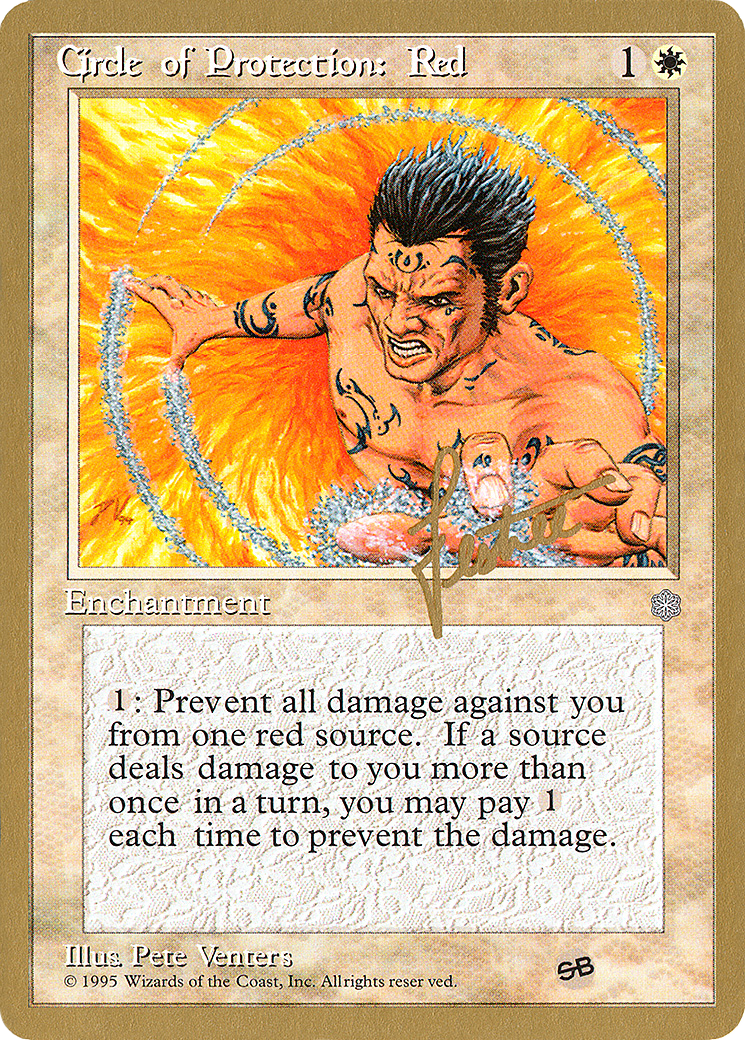 Circle of Protection: Red 1
Enchantment
1: Prevent all damage against you
from one red source. If a source
deals damage to you more than
once in a turn, you may pay 1
each time to prevent the damage.
Illus. Pete Venters
© 1995 Wizards of the Coast, Inc. All rights reserved.
SB